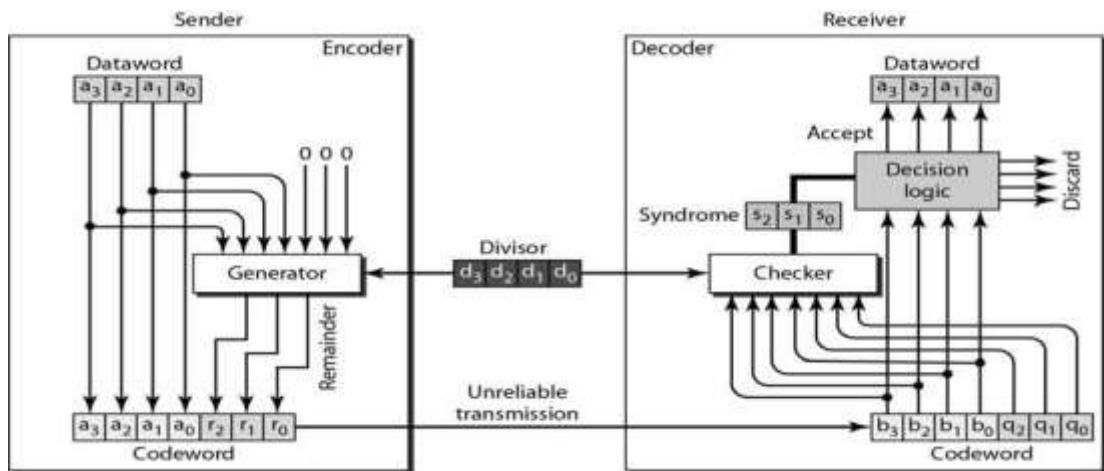 Sender
Encoder
Dataword
a₃ a₂ a₁ a₀
0 0 0
Generator
Remainder
a₃ a₂ a₁ a₀ r₂ r₁ r₀
Codeword
Divisor
d₃ d₂ d₁ d₀
Unreliable
transmission
Receiver
Decoder
Dataword
a₃ a₂ a₁ a₀
Accept
Decision
logic
Discard
Syndrome
s₂ s₁ s₀
Checker
b₃ b₂ b₁ b₀ q₂ q₁ q₀
Codeword